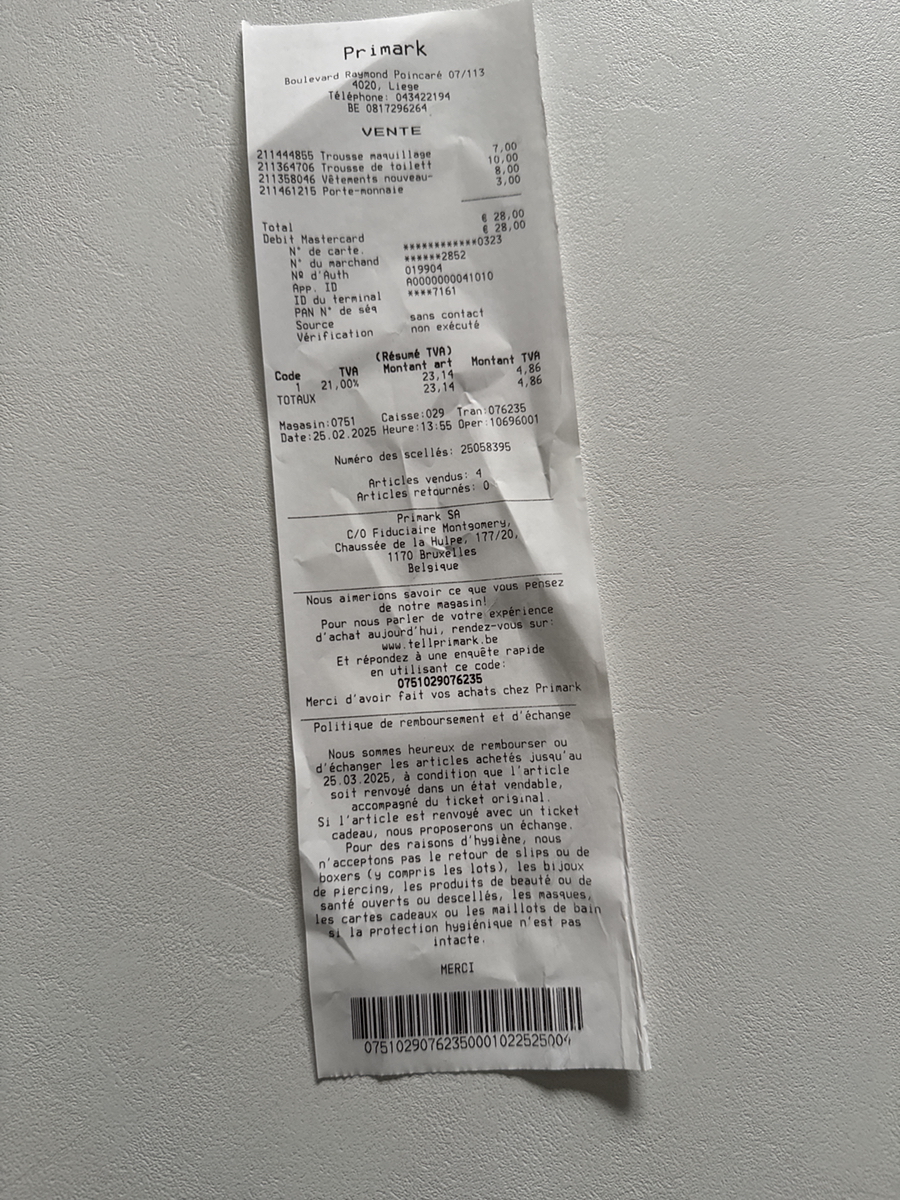 Primark
Boulevard Raymond Poincaré 07/113
4020, Liege
Téléphone: 043422194
BE 0817296264
VENTE
211444855 Trousse maquillage 7,00
211364706 Trousse de toilett 10,00
211358046 Vêtements nouveau- 8,00
211461215 Porte-monnaie 3,00
Total € 28,00
Debit Mastercard € 28,00
N° de carte. ************0323
N° du marchand ******2852
Nº d'Auth 019904
App. ID A0000000041010
ID du terminal ****7161
PAN N° de séq
Source sans contact
Vérification non exécuté
(Résumé TVA)
Code TVA Montant art Montant TVA
1 21,00% 23,14 4,86
TOTAUX 23,14 4,86
Magasin:0751 Caisse:029 Tran:076235
Date:25.02.2025 Heure:13:55 Oper:10696001
Numéro des scellés: 25058395
Articles vendus: 4
Articles retournés: 0
Primark SA
C/O Fiduciaire Montgomery,
Chaussée de la Hulpe, 177/20,
1170 Bruxelles
Belgique
Nous aimerions savoir ce que vous pensez
de notre magasin!
Pour nous parler de votre expérience
d'achat aujourd'hui, rendez-vous sur:
www.tellprimark.be
Et répondez à une enquête rapide
en utilisant ce code:
0751029076235
Merci d'avoir fait vos achats chez Primark
Politique de remboursement et d'échange
Nous sommes heureux de rembourser ou
d'échanger les articles achetés jusqu'au
25.03.2025, à condition que l'article
soit renvoyé dans un état vendable,
accompagné du ticket original.
Si l'article est renvoyé avec un ticket
cadeau, nous proposerons un échange.
Pour des raisons d'hygiène, nous
n'acceptons pas le retour de slips ou de
boxers (y compris les lots), les bijoux
de piercing, les produits de beauté ou de
santé ouverts ou descellés, les masques,
les cartes cadeaux ou les maillots de bain
si la protection hygiénique n'est pas
intacte.
MERCI
07510290762350001022525004